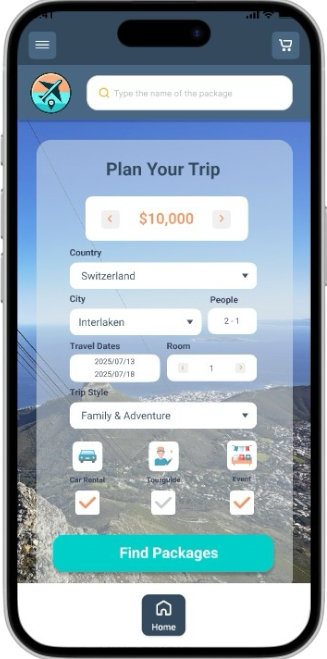 Type the name of the package
Plan Your Trip
< $10,000 >
Country
Switzerland
City People
Interlaken 2 - 1
Travel Dates Room
2025/07/13
2025/07/18
1
Trip Style
Family & Adventure
Car Rental Tourguide Event
Find Packages
Home